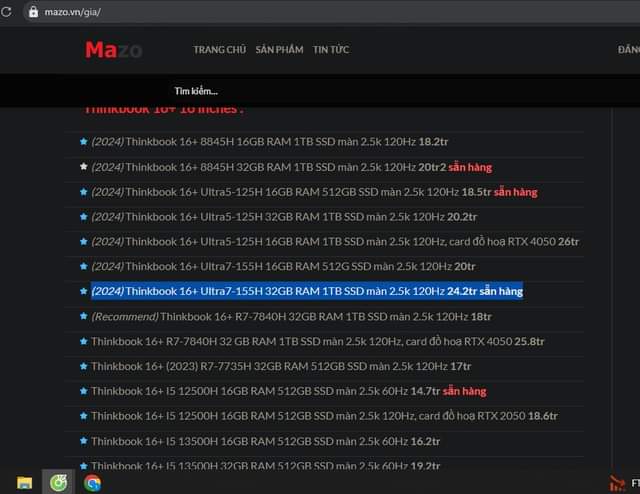 mazo.vn/gia/
Mazo TRANG CHỦ SẢN PHẨM TIN TỨC
Tìm kiếm...
Thinkbook 16+ 16 inches :
(2024) Thinkbook 16+ 8845H 16GB RAM 1TB SSD màn 2.5k 120Hz 18.2tr
(2024) Thinkbook 16+ 8845H 32GB RAM 1TB SSD màn 2.5k 120Hz 20tr2 sẵn hàng
(2024) Thinkbook 16+ Ultra5-125H 16GB RAM 512GB SSD màn 2.5k 120Hz 18.5tr sẵn hàng
(2024) Thinkbook 16+ Ultra5-125H 32GB RAM 1TB SSD màn 2.5k 120Hz 20.2tr
(2024) Thinkbook 16+ Ultra5-125H 16GB RAM 1TB SSD màn 2.5k 120Hz, card đồ hoạ RTX 4050 26tr
(2024) Thinkbook 16+ Ultra7-155H 16GB RAM 512G SSD màn 2.5k 120Hz 20tr
(2024) Thinkbook 16+ Ultra7-155H 32GB RAM 1TB SSD màn 2.5k 120Hz 24.2tr sẵn hàng
(Recommend) Thinkbook 16+ R7-7840H 32GB RAM 1TB SSD màn 2.5k 120Hz 18tr
Thinkbook 16+ R7-7840H 32GB RAM 1TB SSD màn 2.5k 120Hz, card đồ hoạ RTX 4050 25.8tr
Thinkbook 16+ (2023) R7-7735H 32 GB RAM 512GB SSD màn 2.5k 120Hz 17tr
Thinkbook 16+ I5 12500H 16GB RAM 512GB SSD màn 2.5k 60Hz 14.7tr sẵn hàng
Thinkbook 16+ I5 12500H 16GB RAM 512GB SSD màn 2.5k 120Hz, card đồ hoạ RTX 2050 18.6tr
Thinkbook 16+ I5 13500H 16GB RAM 512GB SSD màn 2.5k 60Hz 16.2tr
Thinkbook 16+ I5 13500H 32GB RAM 512GB SSD màn 2.5k 60Hz 19.2tr